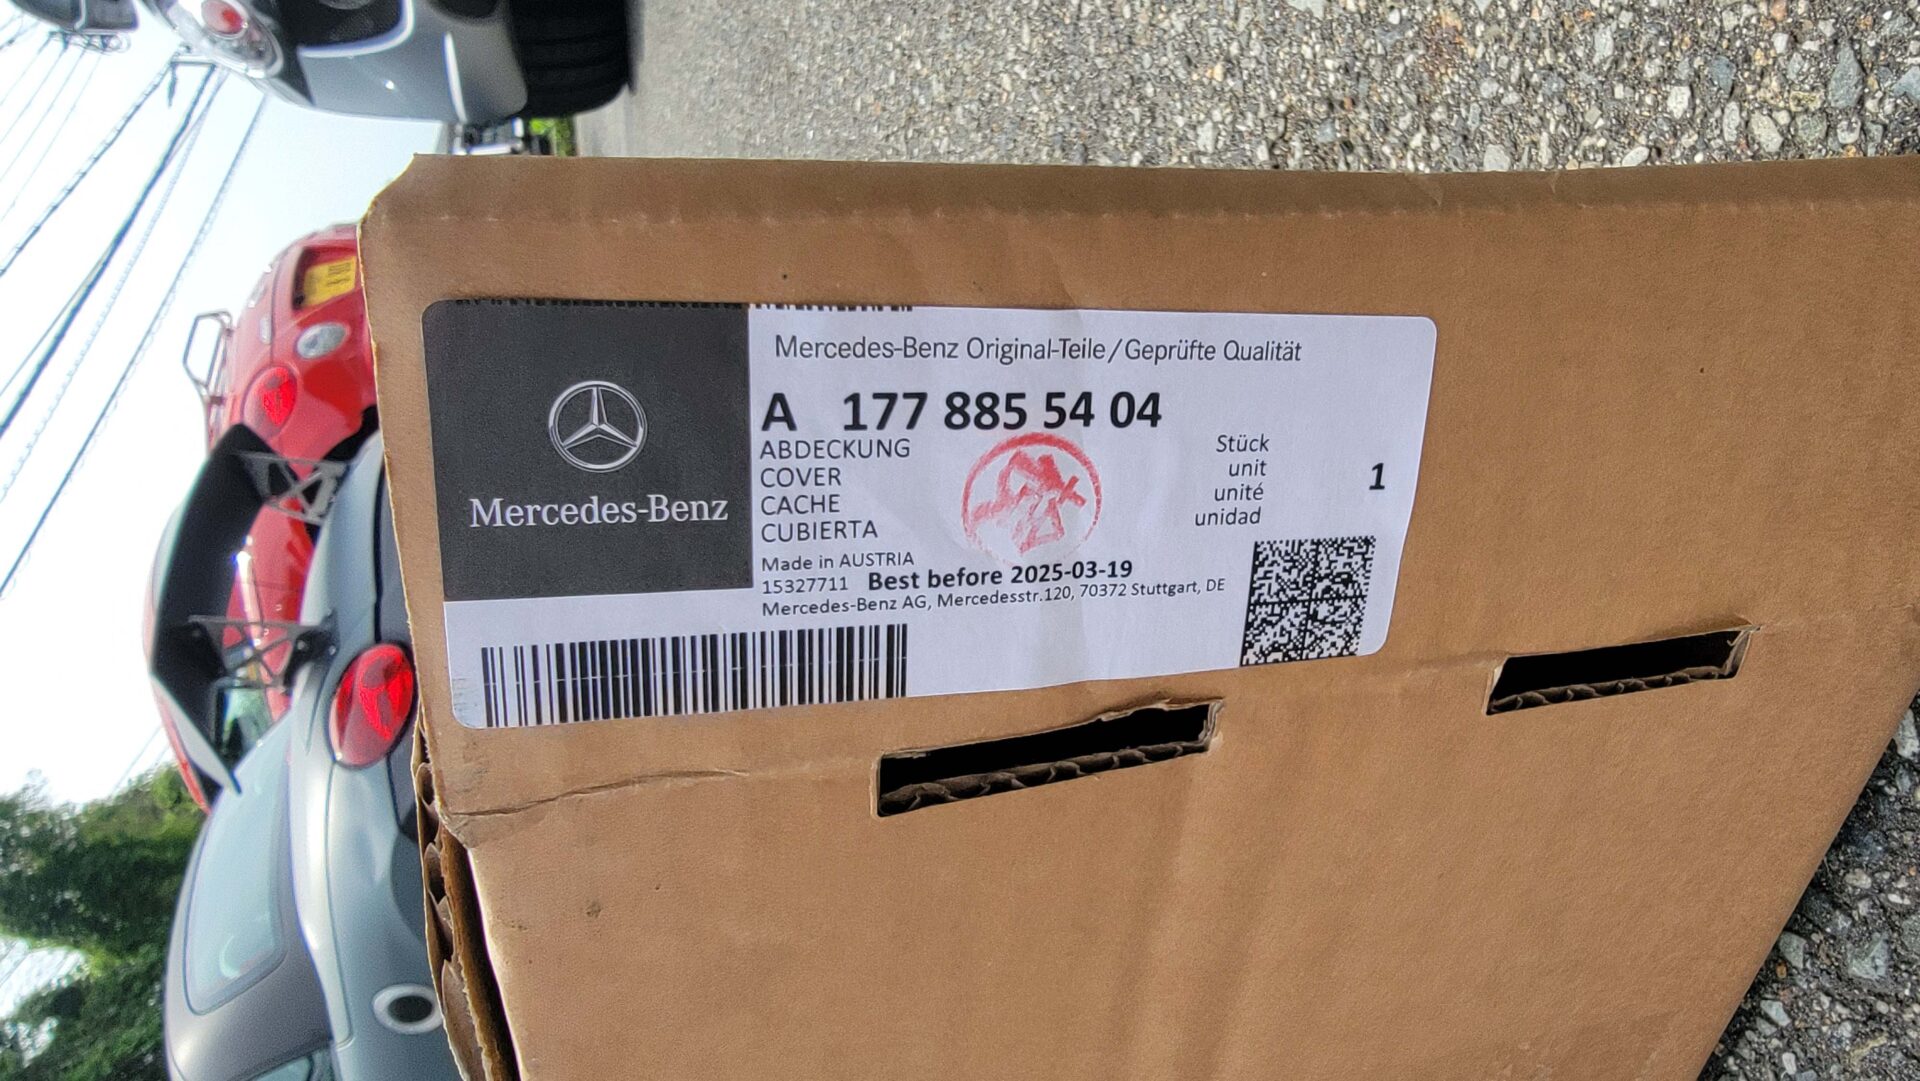 Mercedes-Benz
Mercedes-Benz Original-Teile/Geprüfte Qualität
A 177 885 54 04
ABDECKUNG
COVER
CACHE
CUBIERTA
Stück
unit
unité
unidad
1
Made in AUSTRIA
15327711 Best before 2025-03-19
Mercedes-Benz AG, Mercedesstr.120, 70372 Stuttgart, DE